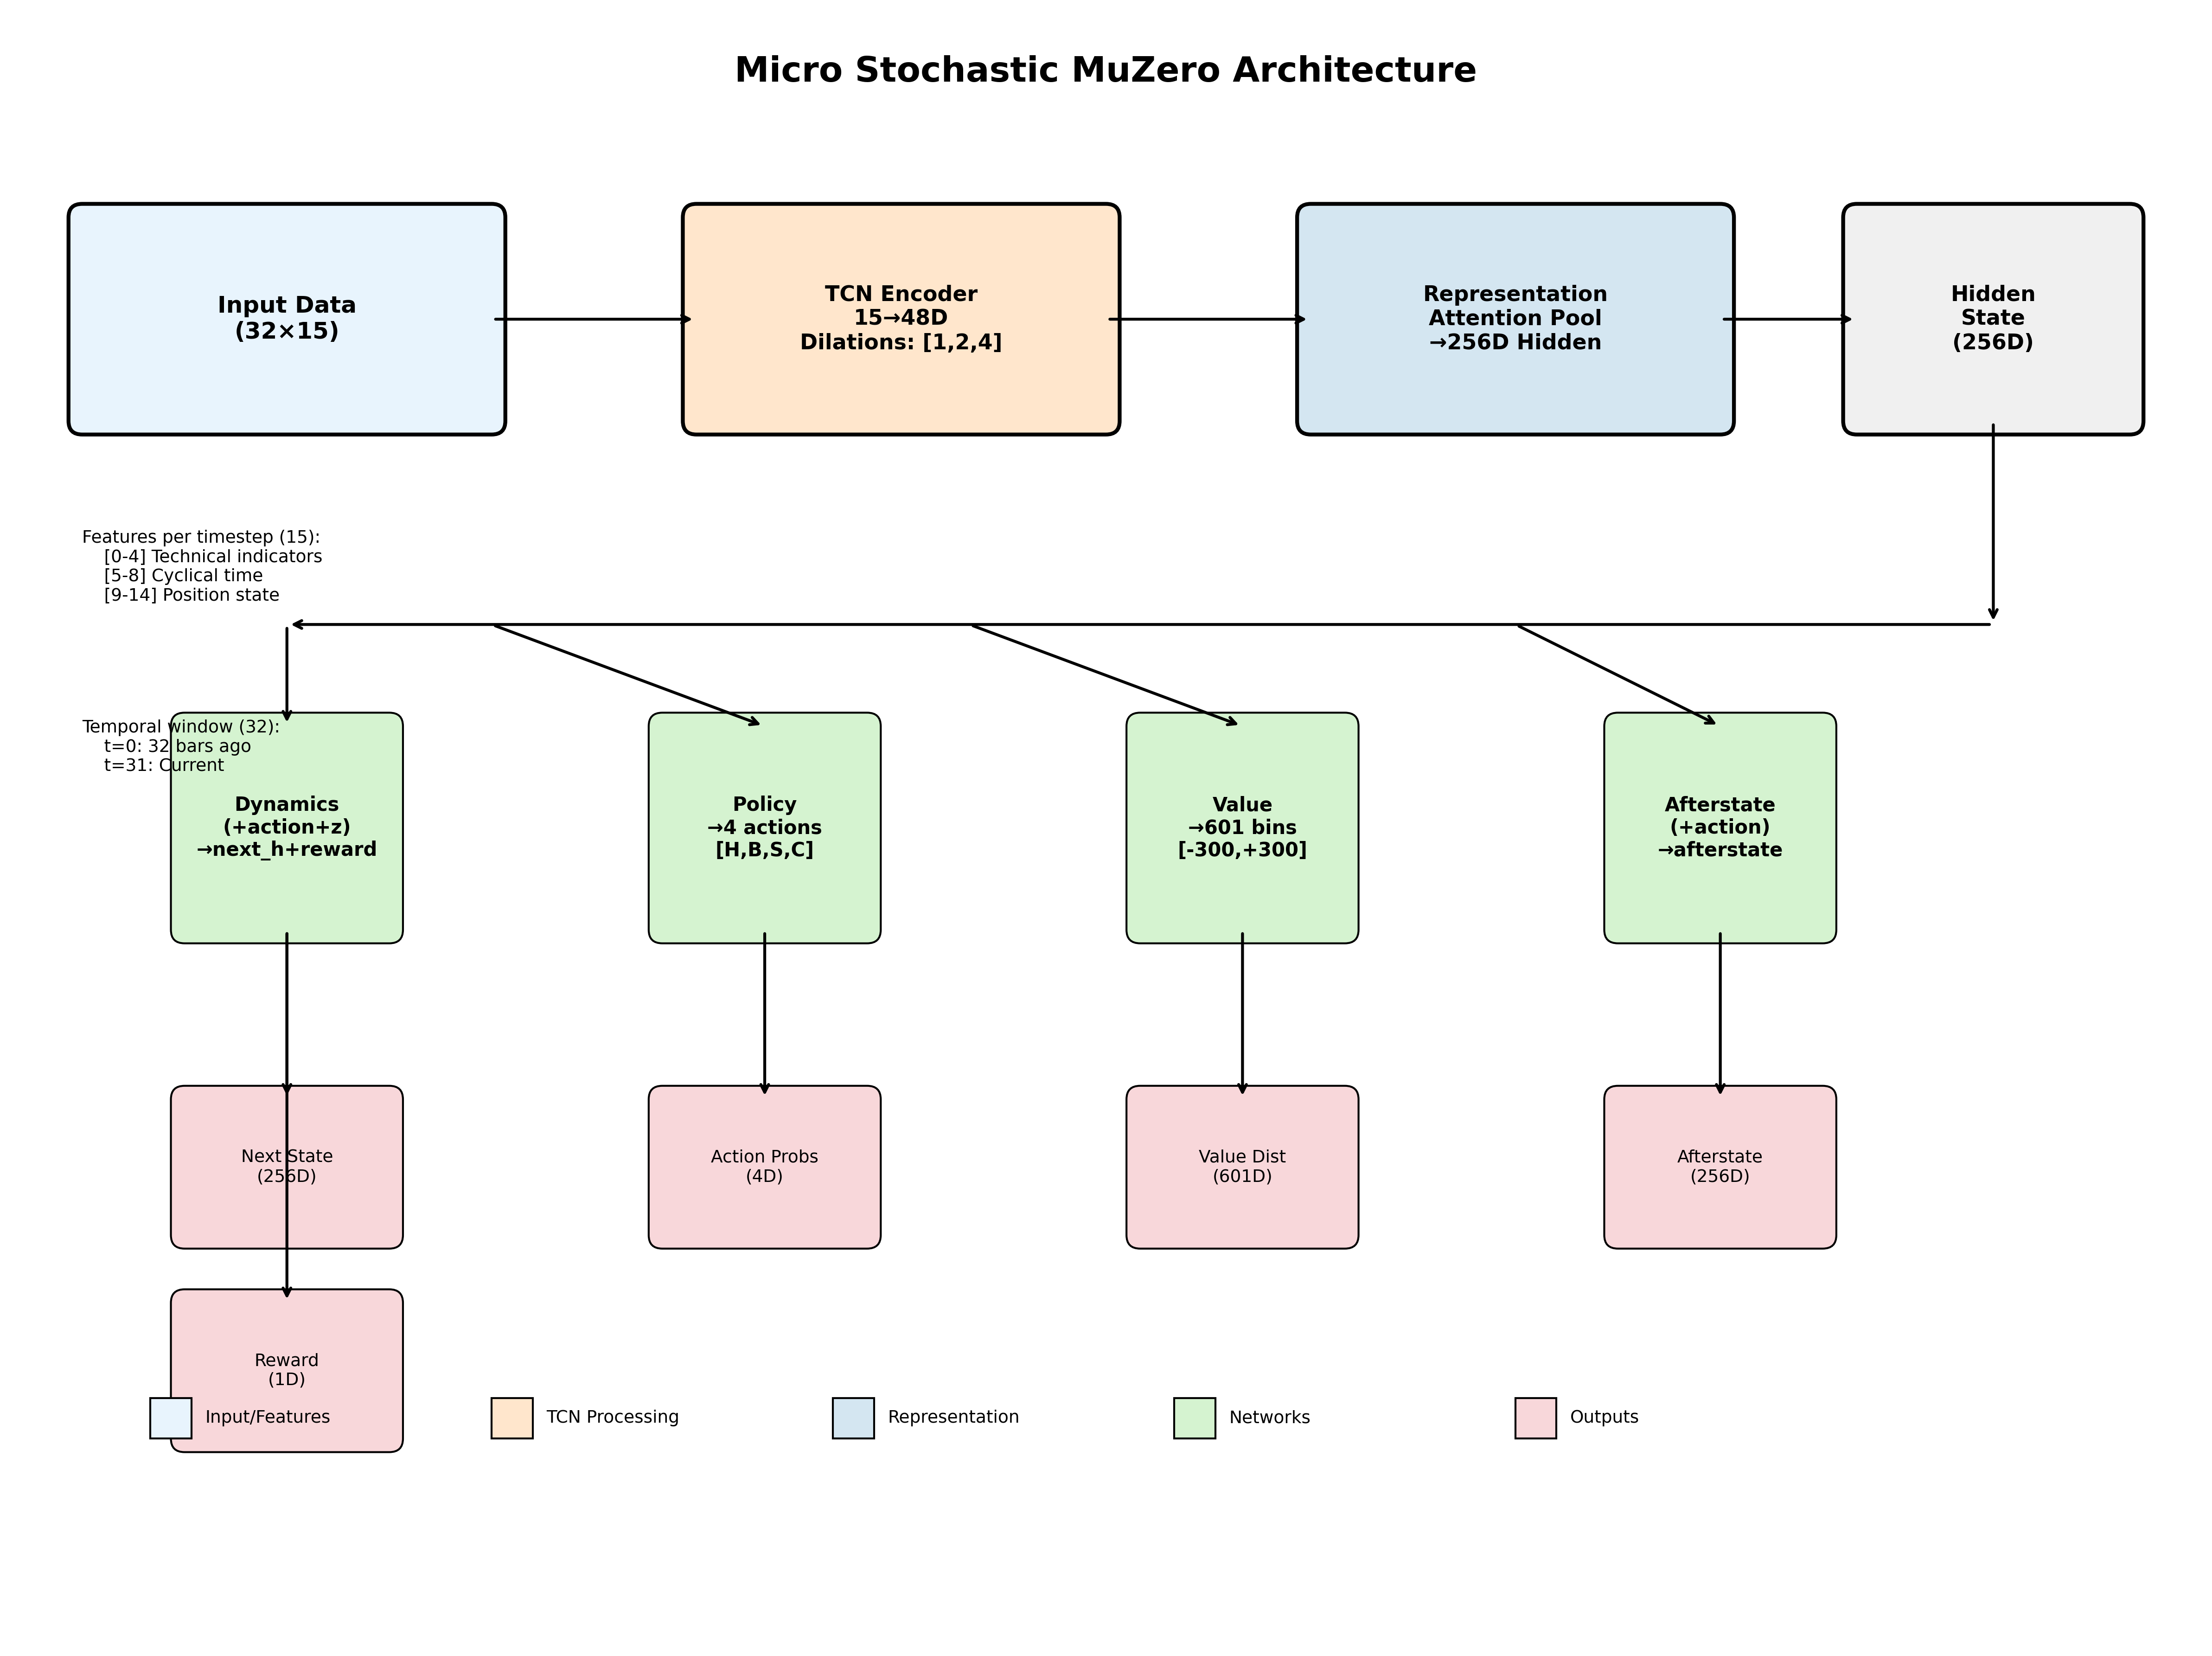 Micro Stochastic MuZero Architecture
Input Data
(32×15)
TCN Encoder
15→48D
Dilations: [1,2,4]
Representation
Attention Pool
→256D Hidden
Hidden
State
(256D)
Features per timestep (15):
[0-4] Technical indicators
[5-8] Cyclical time
[9-14] Position state
Temporal window (32):
t=0: 32 bars ago
t=31: Current
Dynamics
(+action+z)
→next_h+reward
Policy
→4 actions
[H,B,S,C]
Value
→601 bins
[-300,+300]
Afterstate
(+action)
→afterstate
Next State
(256D)
Action Probs
(4D)
Value Dist
(601D)
Afterstate
(256D)
Reward
(1D)
Input/Features
TCN Processing
Representation
Networks
Outputs